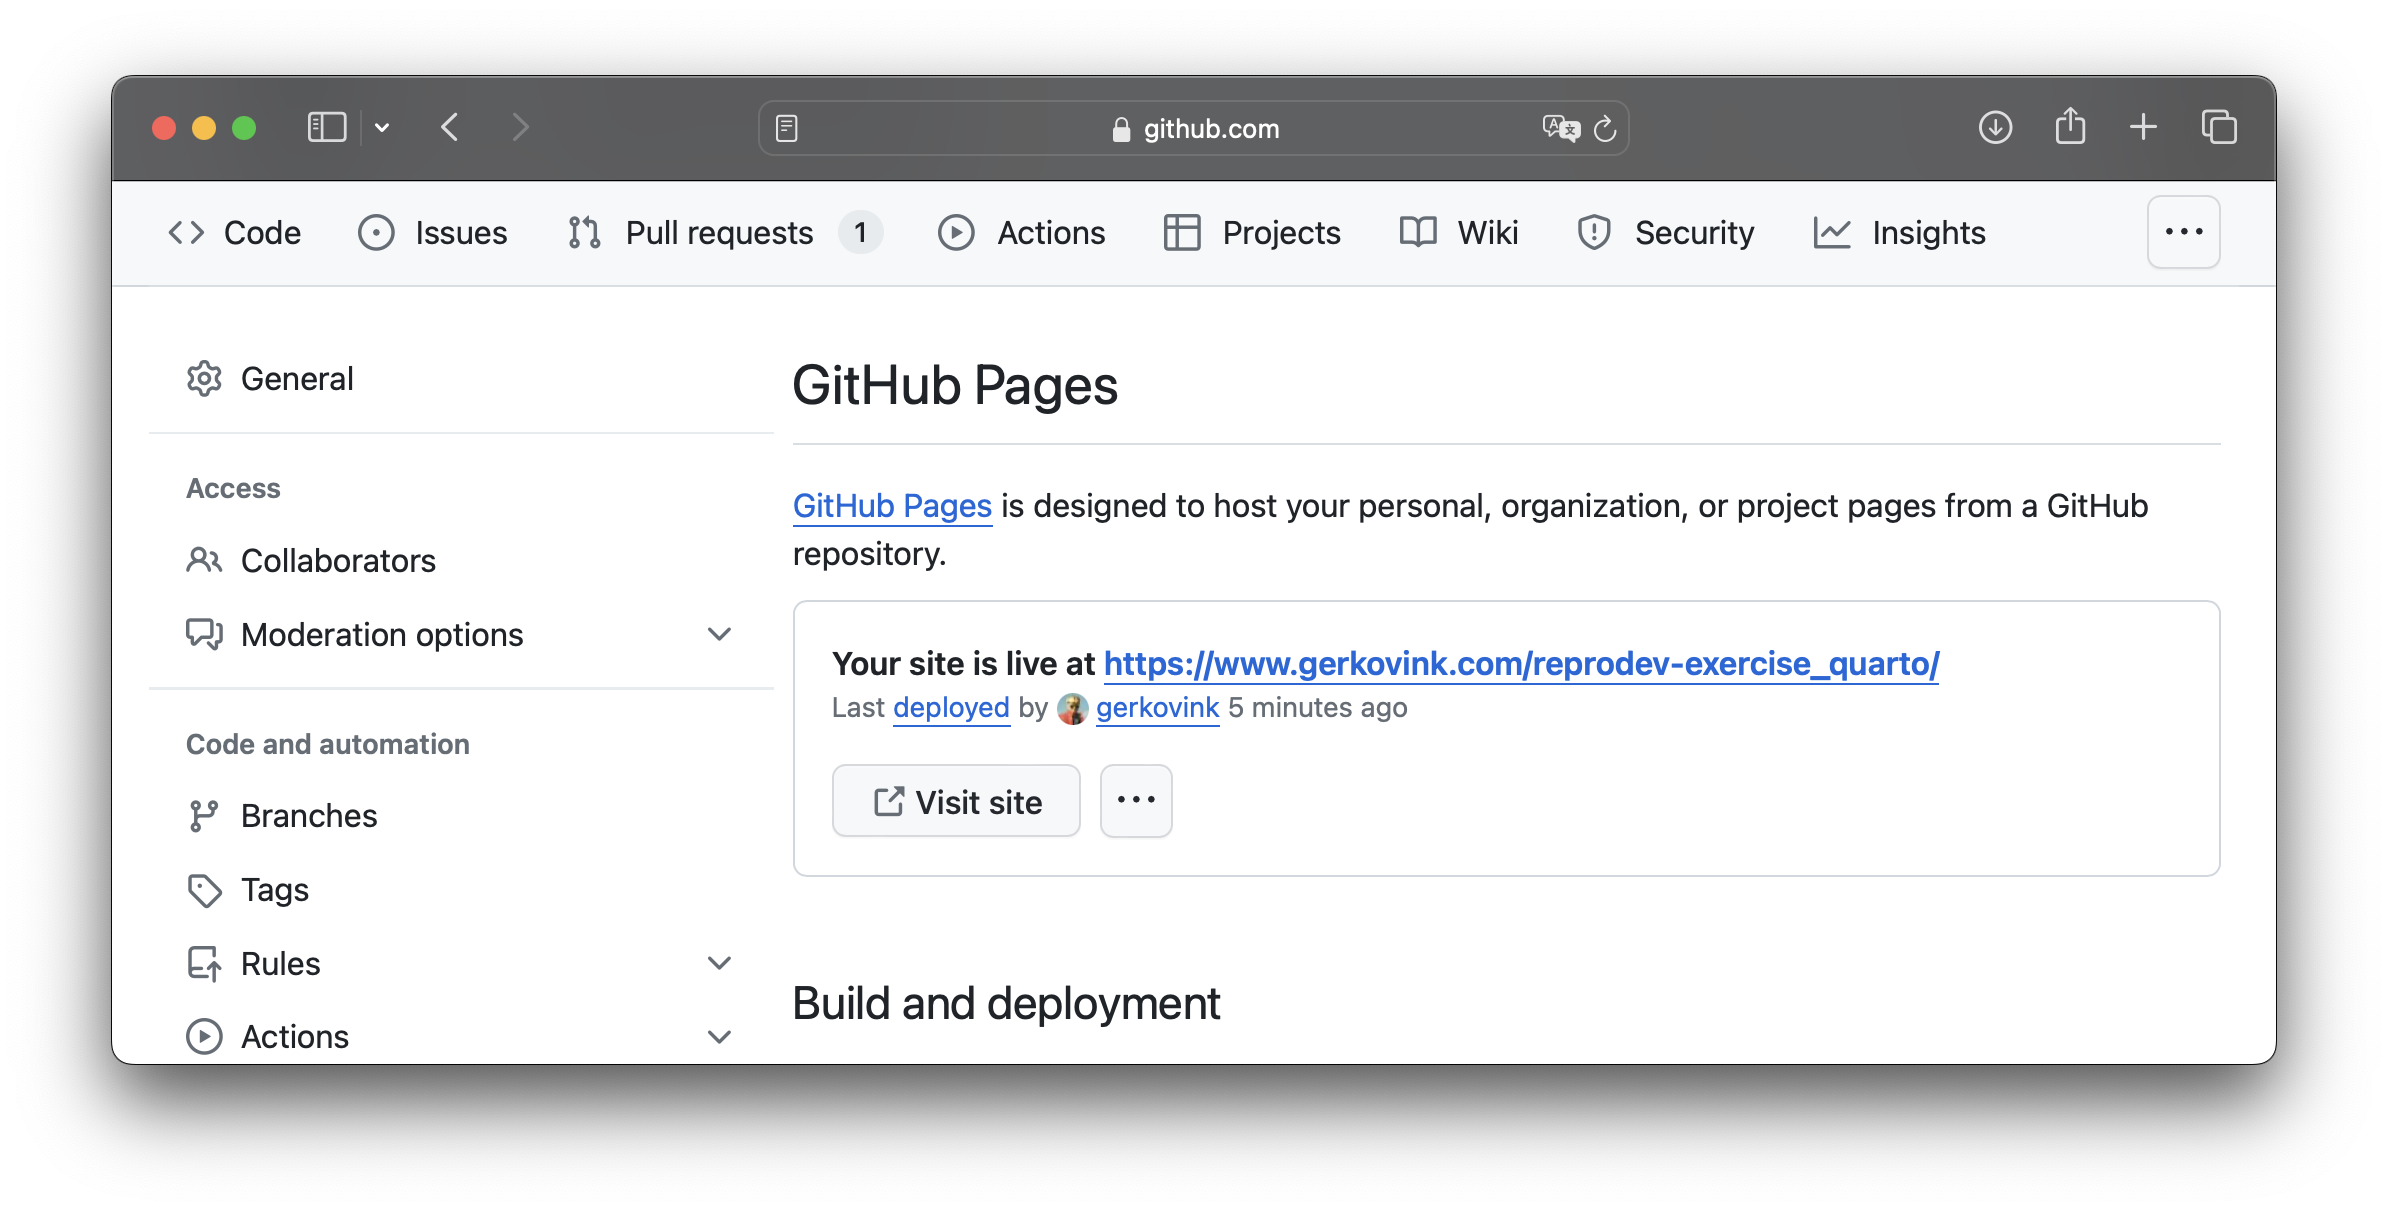 github.com
Code Issues Pull requests 1 Actions Projects Wiki Security Insights
General
Access
Collaborators
Moderation options
Code and automation
Branches
Tags
Rules
Actions
GitHub Pages
GitHub Pages is designed to host your personal, organization, or project pages from a GitHub
repository.
Your site is live at https://www.gerkovink.com/reprodev-exercise_quarto/
Last deployed by gerkovink 5 minutes ago
Visit site
Build and deployment